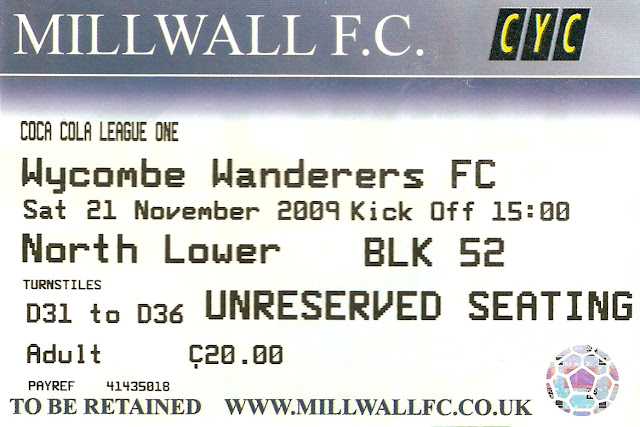 MILLWALL F.C. CYC
COCA COLA LEAGUE ONE
Wycombe Wanderers FC
Sat 21 November 2009 Kick Off 15:00
North Lower BLK 52
TURNSTILES
D31 to D36 UNRESERVED SEATING
Adult Ç20.00
PAYREF 41435018
TO BE RETAINED WWW.MILLWALLFC.CO.UK